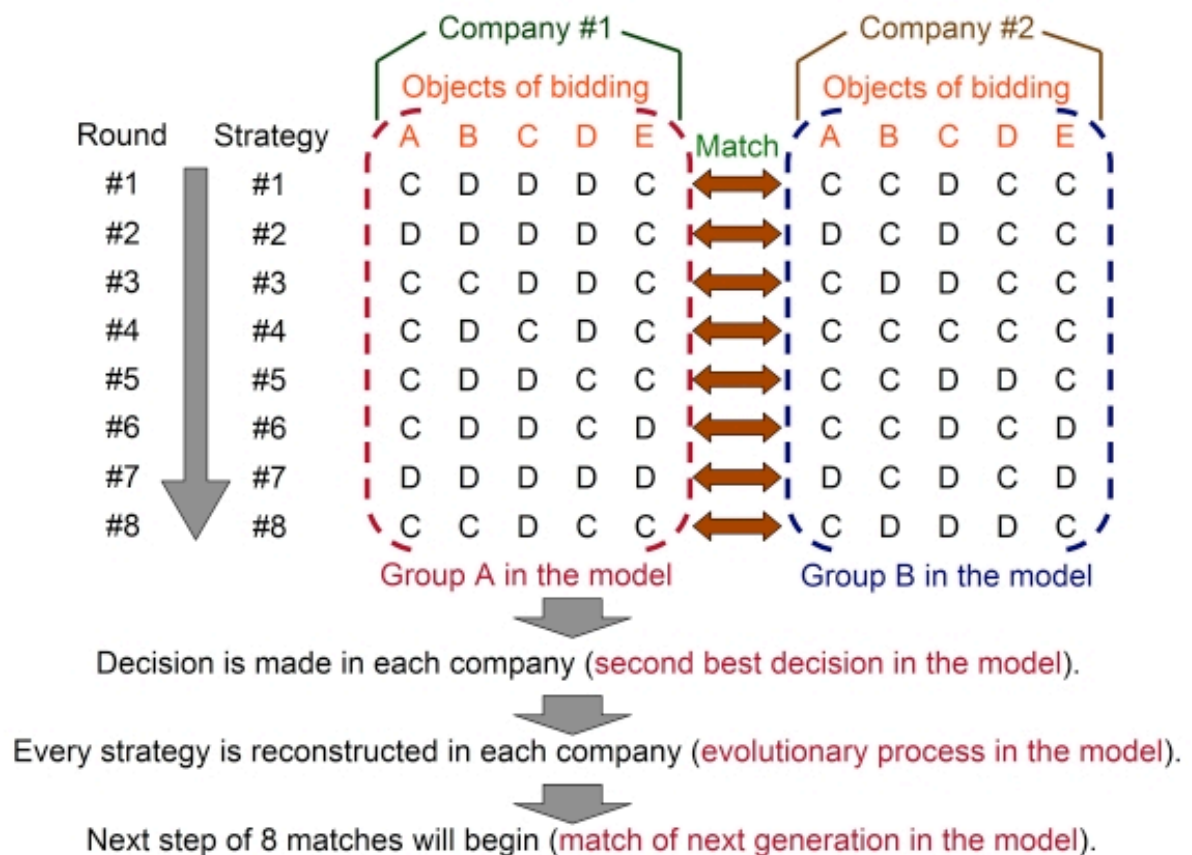 Company #1 Company #2
Objects of bidding Objects of bidding
Round Strategy A B C D E Match A B C D E
#1 #1 C D D D C C C D C C
#2 #2 D D D D C D C D C C
#3 #3 C C D D C C D D C C
#4 #4 C D C D C C C C C C
#5 #5 C D D C C C C D D C
#6 #6 C D D C D C C D C D
#7 #7 D D D D D D C D C D
#8 #8 C C D C C C D D D C
Group A in the model Group B in the model
Decision is made in each company (second best decision in the model).
Every strategy is reconstructed in each company (evolutionary process in the model).
Next step of 8 matches will begin (match of next generation in the model).